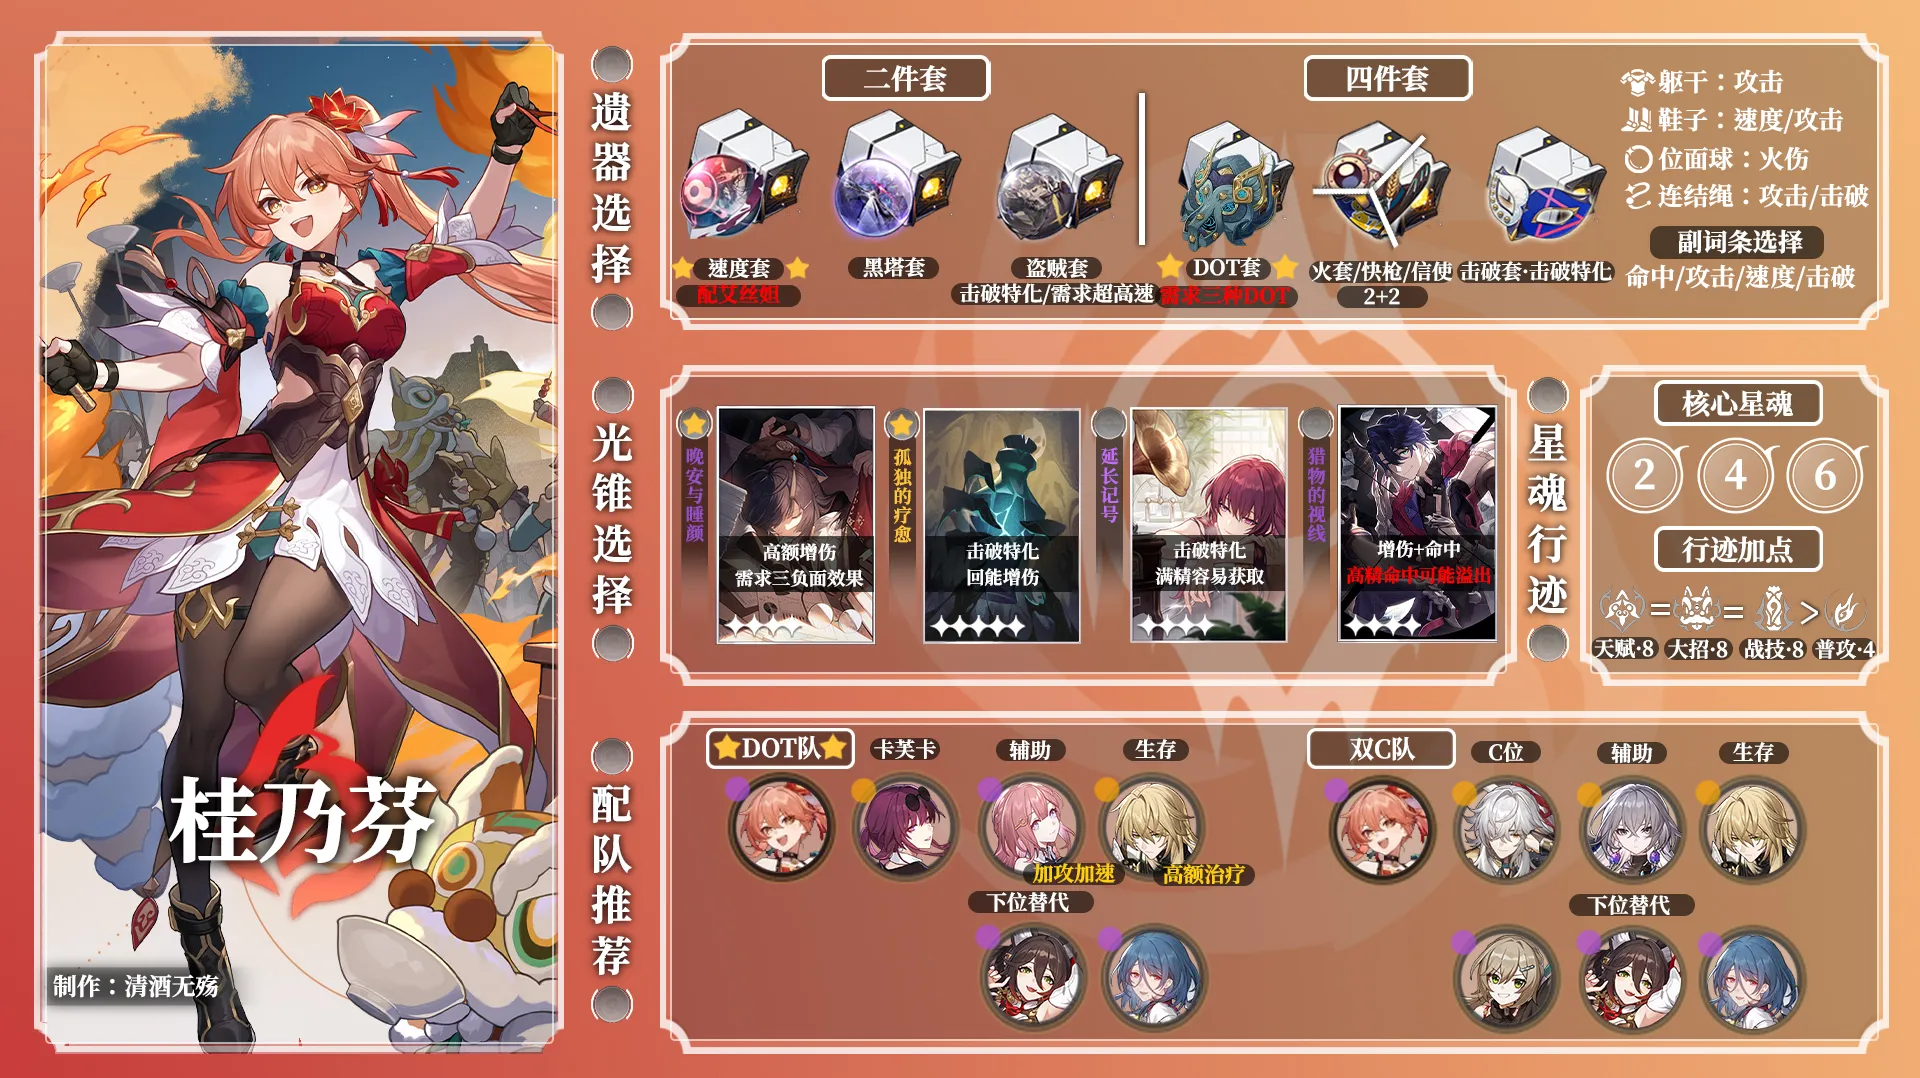 桂乃芬
制作：清酒无殇
遗器选择
二件套
速度套
配艾丝妲
黑塔套
盗贼套
击破特化/需求超高速
四件套
DOT套
需求三种DOT
火套/快枪/信使
2+2
击破套·击破特化
躯干：攻击
鞋子：速度/攻击
位面球：火伤
连结绳：攻击/击破
副词条选择
命中/攻击/速度/击破
光锥选择
晚安与睡颜
高额增伤
需求三负面效果
孤独的疗愈
击破特化
回能增伤
延长记号
击破特化
满精容易获取
猎物的视线
增伤+命中
高精命中可能溢出
星魂行迹
核心星魂
2 4 6
行迹加点
= = >
天赋·8 大招·8 战技·8 普攻·4
配队推荐
DOT队 卡芙卡 辅助 生存
加攻加速 高额治疗
下位替代
双C队 C位 辅助 生存
下位替代